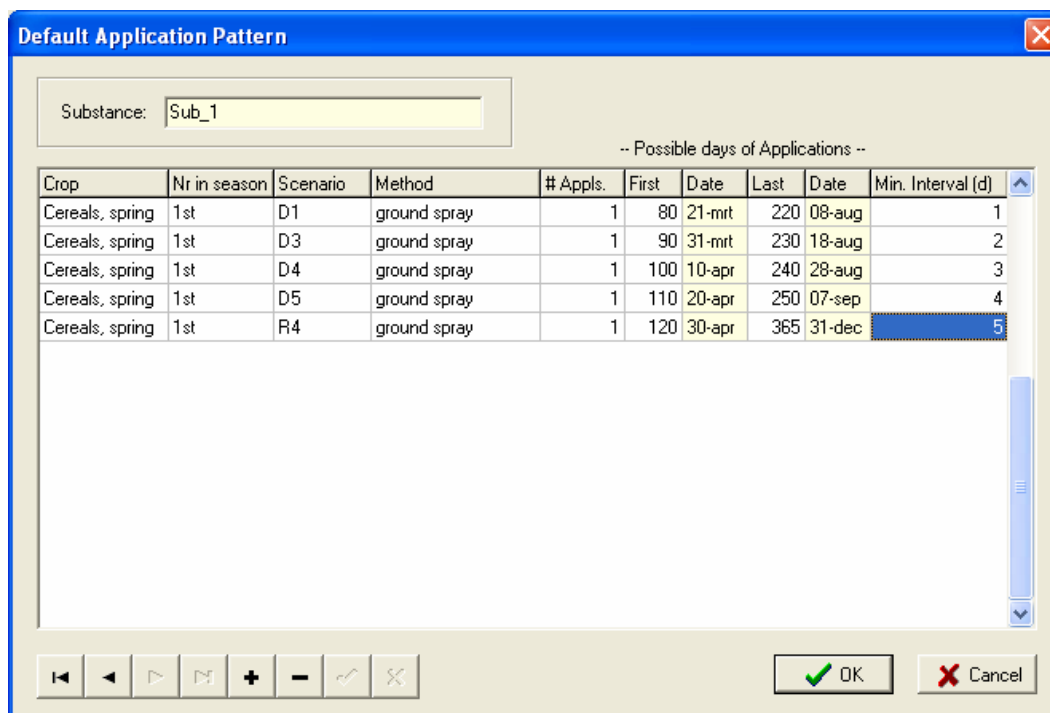 Default Application Pattern
Substance: Sub_1
-- Possible days of Applications --
Crop Nr in season Scenario Method # Appls. First Date Last Date Min. Interval (d)
Cereals, spring 1st D1 ground spray 1 80 21-mrt 220 08-aug 1
Cereals, spring 1st D3 ground spray 1 90 31-mrt 230 18-aug 2
Cereals, spring 1st D4 ground spray 1 100 10-apr 240 28-aug 3
Cereals, spring 1st D5 ground spray 1 110 20-apr 250 07-sep 4
Cereals, spring 1st R4 ground spray 1 120 30-apr 365 31-dec 5
OK Cancel